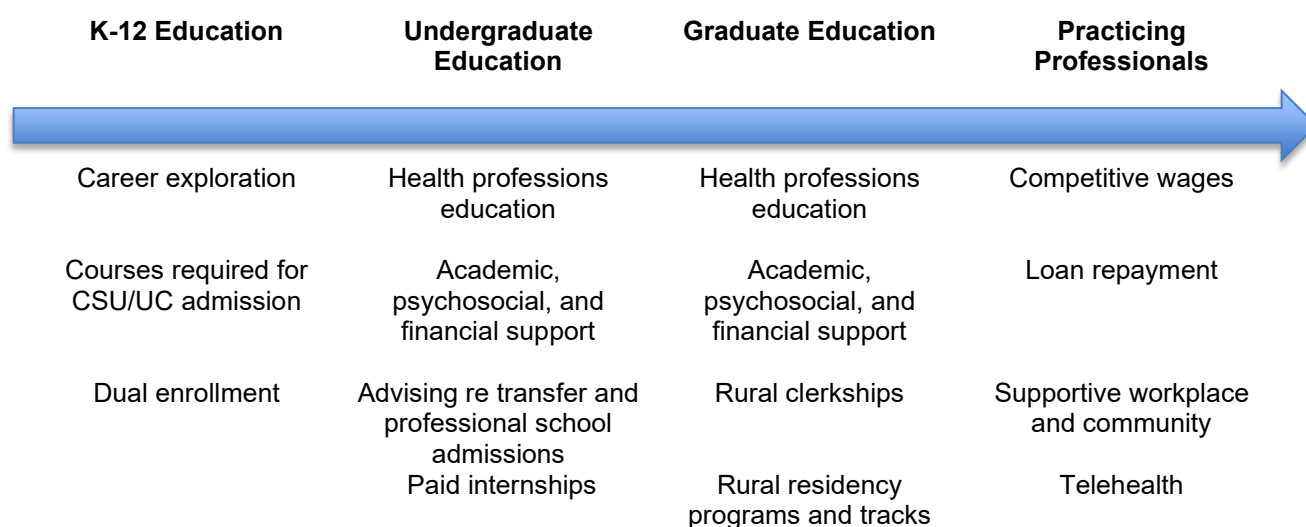 K-12 Education
Undergraduate
Education
Graduate Education
Practicing
Professionals
Career exploration
Health professions
education
Health professions
education
Competitive wages
Courses required for
CSU/UC admission
Academic,
psychosocial, and
financial support
Academic,
psychosocial, and
financial support
Loan repayment
Dual enrollment
Advising re transfer and
professional school
admissions
Rural clerkships
Supportive workplace
and community
Paid internships
Rural residency
programs and tracks
Telehealth